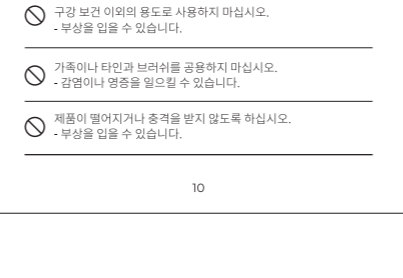 구강 보건 이외의 용도로 사용하지 마십시오.
- 부상을 입을 수 있습니다.
가족이나 타인과 브러쉬를 공용하지 마십시오.
- 감염이나 염증을 일으킬 수 있습니다.
제품이 떨어지거나 충격을 받지 않도록 하십시오.
- 부상을 입을 수 있습니다.
10